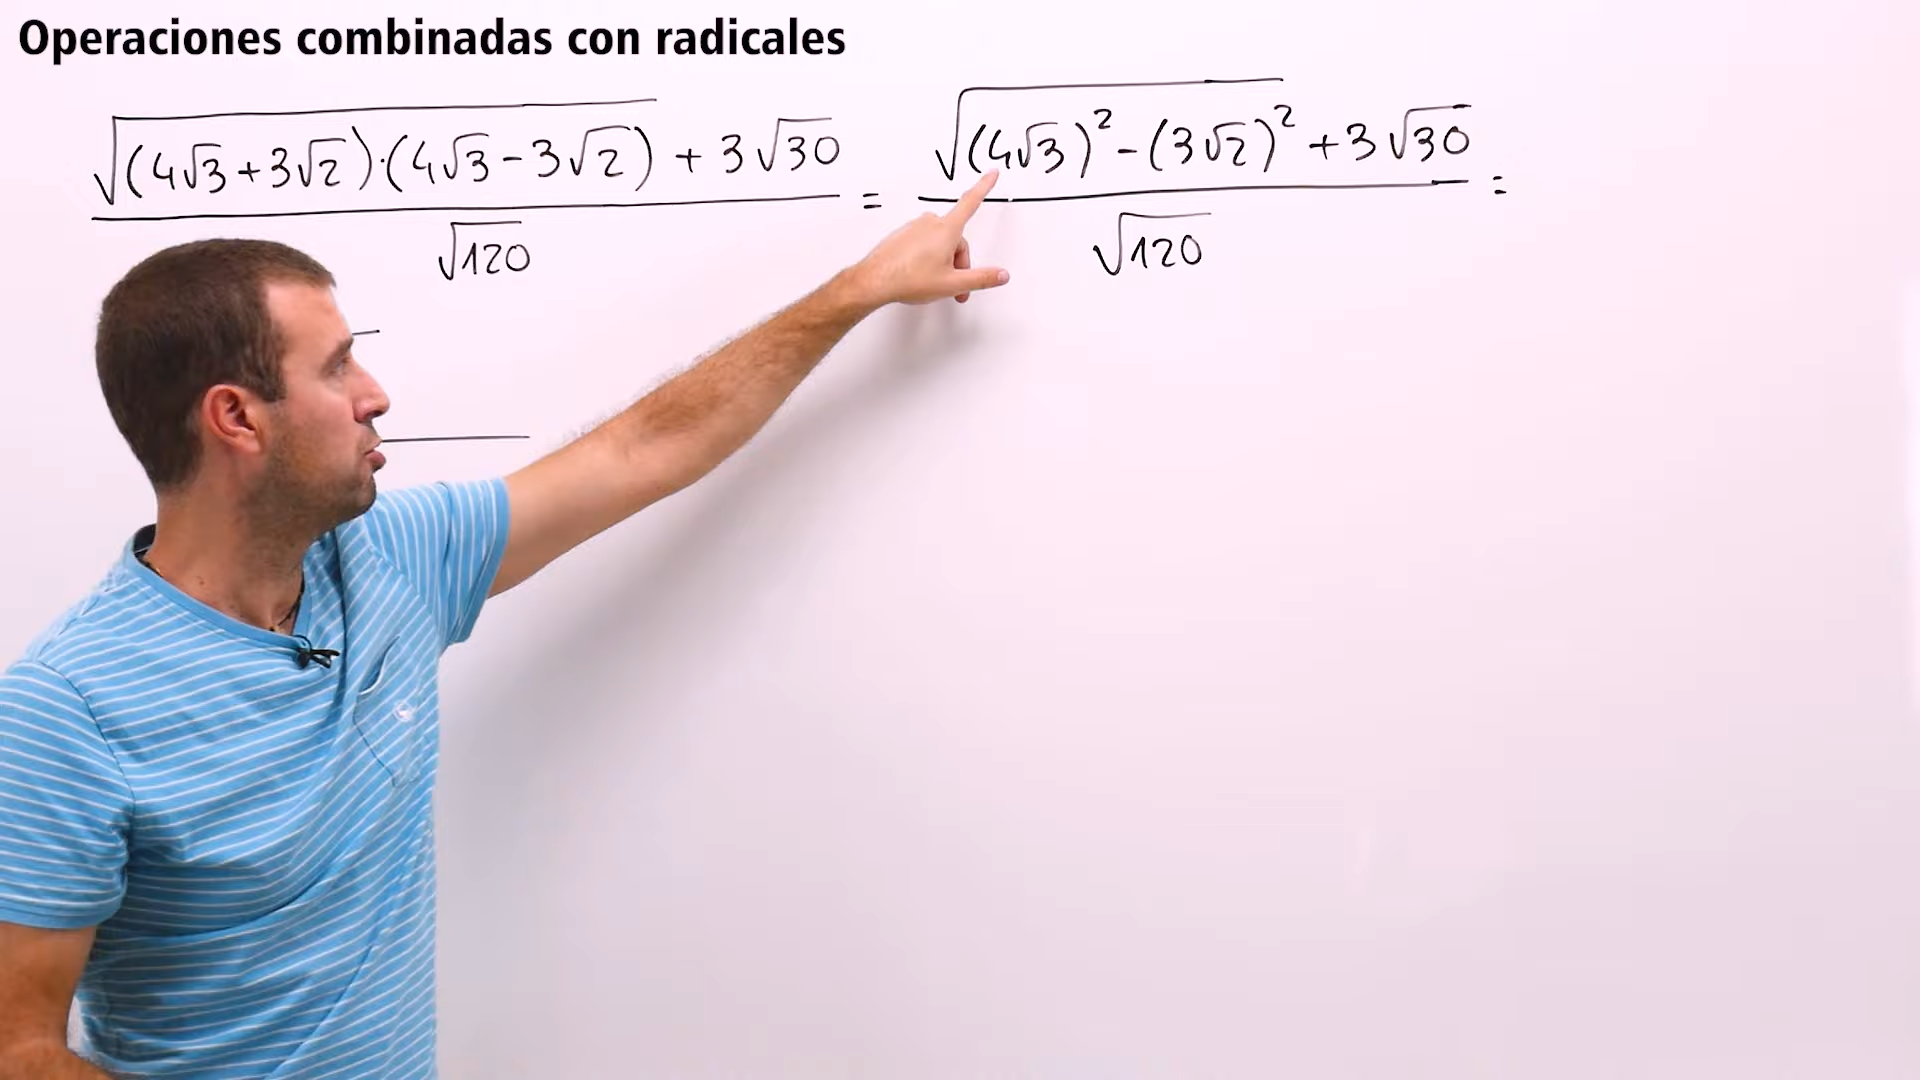 Operaciones combinadas con radicales
√((4√3+3√2)·(4√3-3√2)) + 3√30 / √120 = √((4√3)²-(3√2)²) + 3√30 / √120 =